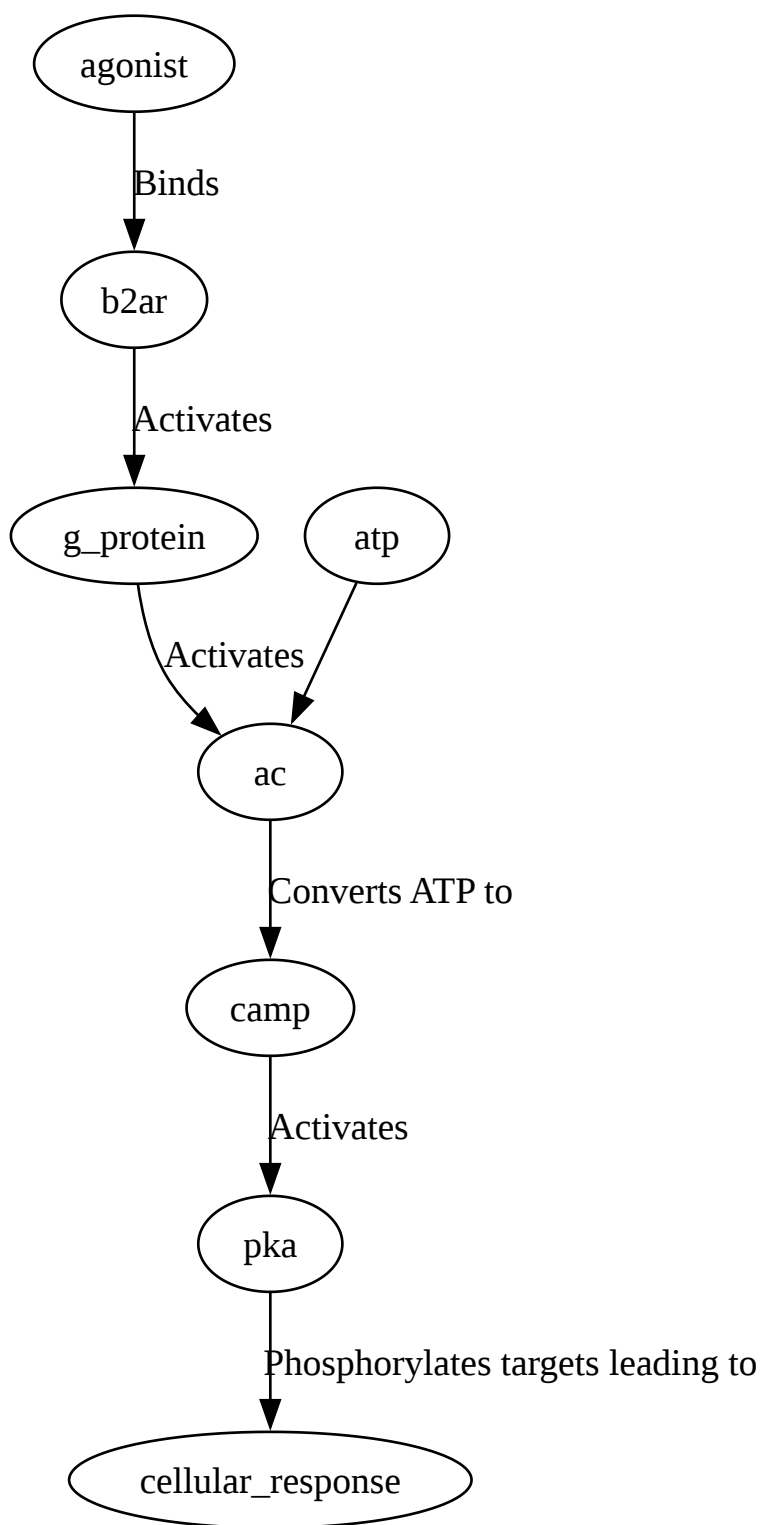 agonist
Binds
b2ar
Activates
g_protein
atp
Activates
ac
Converts ATP to
camp
Activates
pka
Phosphorylates targets leading to
cellular_response